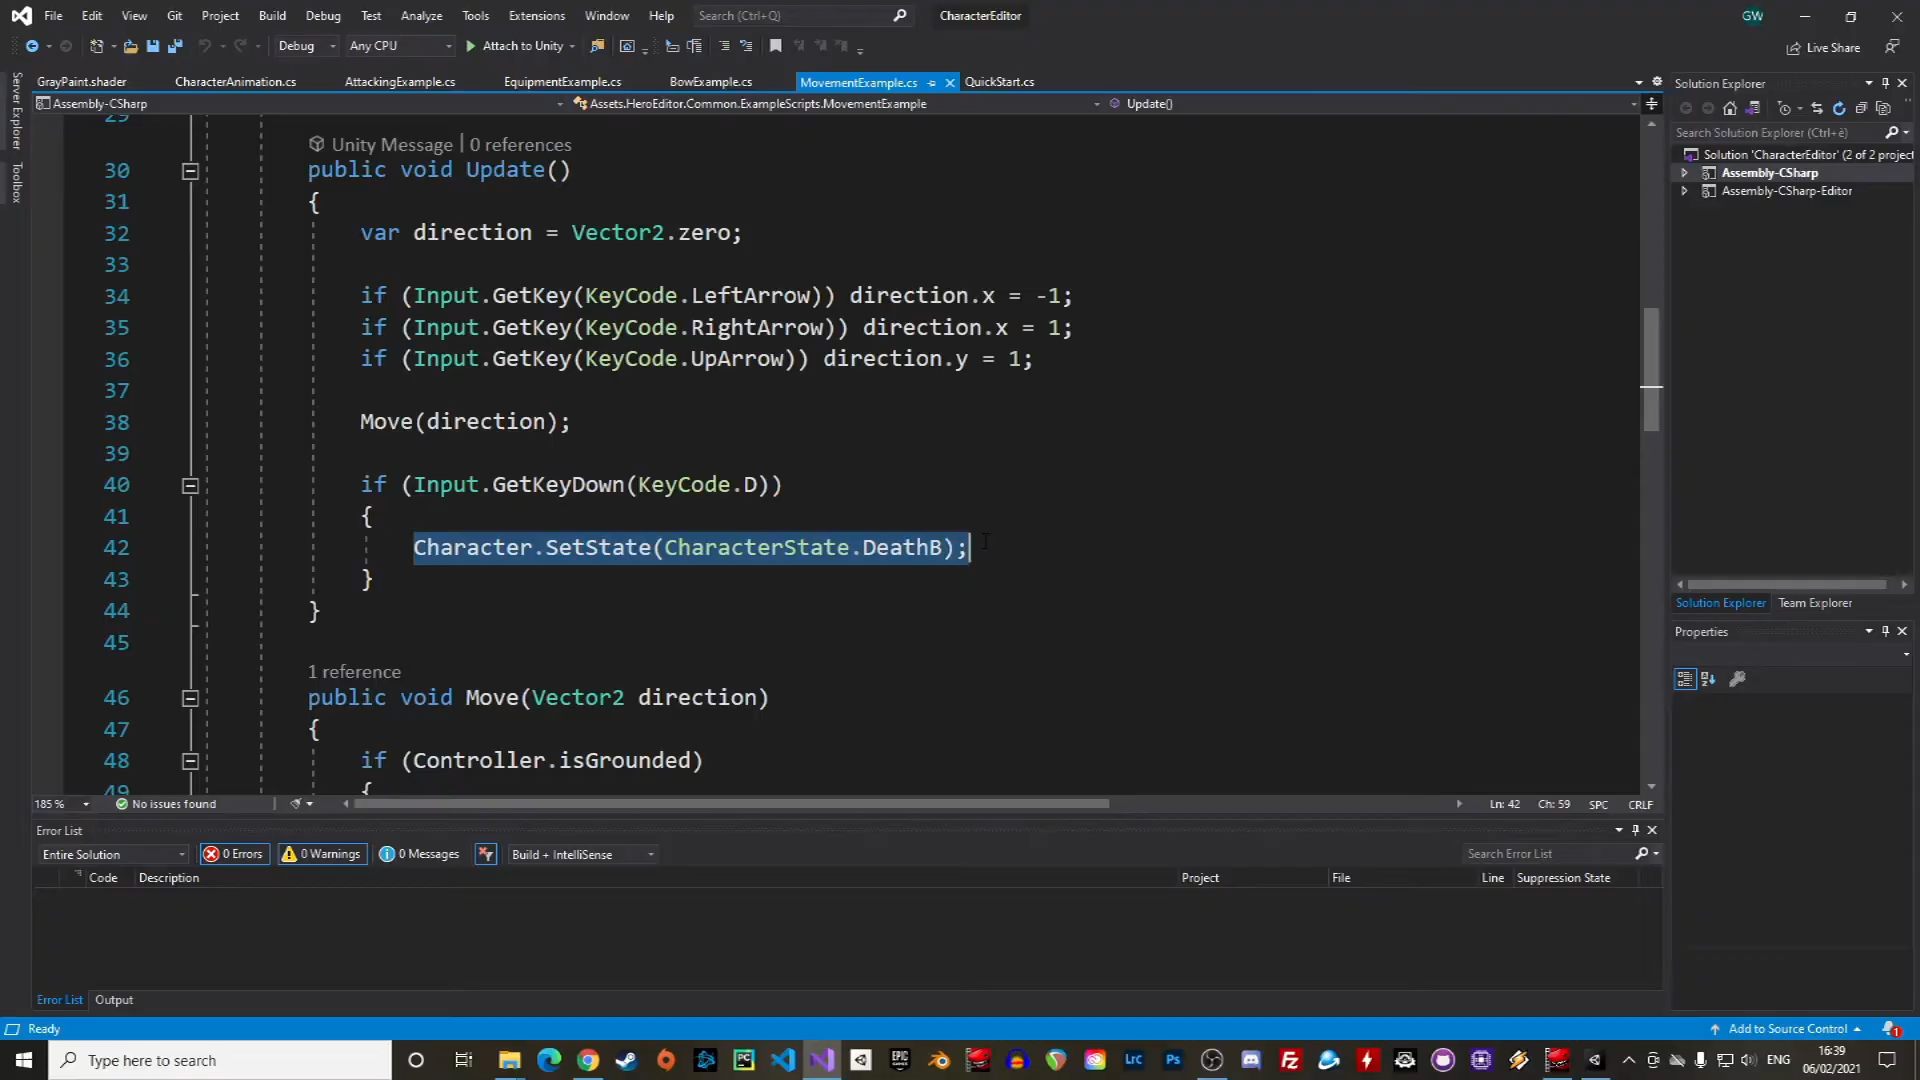 File Edit View Git Project Build Debug Test Analyze Tools Extensions Window Help Search (Ctrl+Q) CharacterEditor GW
Debug Any CPU Attach to Unity Live Share
Server Explorer
Toolbox
GrayPaint.shader CharacterAnimation.cs AttackingExample.cs EquipmentExample.cs BowExample.cs MovementExample.cs QuickStart.cs
Assembly-CSharp Assets.HeroEditor.Common.ExampleScripts.MovementExample Update()
29
Unity Message | 0 references
30 public void Update()
31 {
32 var direction = Vector2.zero;
33
34 if (Input.GetKey(KeyCode.LeftArrow)) direction.x = -1;
35 if (Input.GetKey(KeyCode.RightArrow)) direction.x = 1;
36 if (Input.GetKey(KeyCode.UpArrow)) direction.y = 1;
37
38 Move(direction);
39
40 if (Input.GetKeyDown(KeyCode.D))
41 {
42 Character.SetState(CharacterState.DeathB);
43 }
44 }
45
1 reference
46 public void Move(Vector2 direction)
47 {
48 if (Controller.isGrounded)
49 {
185 % No issues found Ln: 42 Ch: 59 SPC CRLF
Solution Explorer
Search Solution Explorer (Ctrl+è)
Solution 'CharacterEditor' (2 of 2 project
Assembly-CSharp
Assembly-CSharp-Editor
Solution Explorer Team Explorer
Properties
Error List
Entire Solution 0 Errors 0 Warnings 0 Messages Build + IntelliSense Search Error List
Code Description Project File Line Suppression State
Error List Output
Ready Add to Source Control 1
Type here to search PC Lrc Ps ENG 16:39
06/02/2021